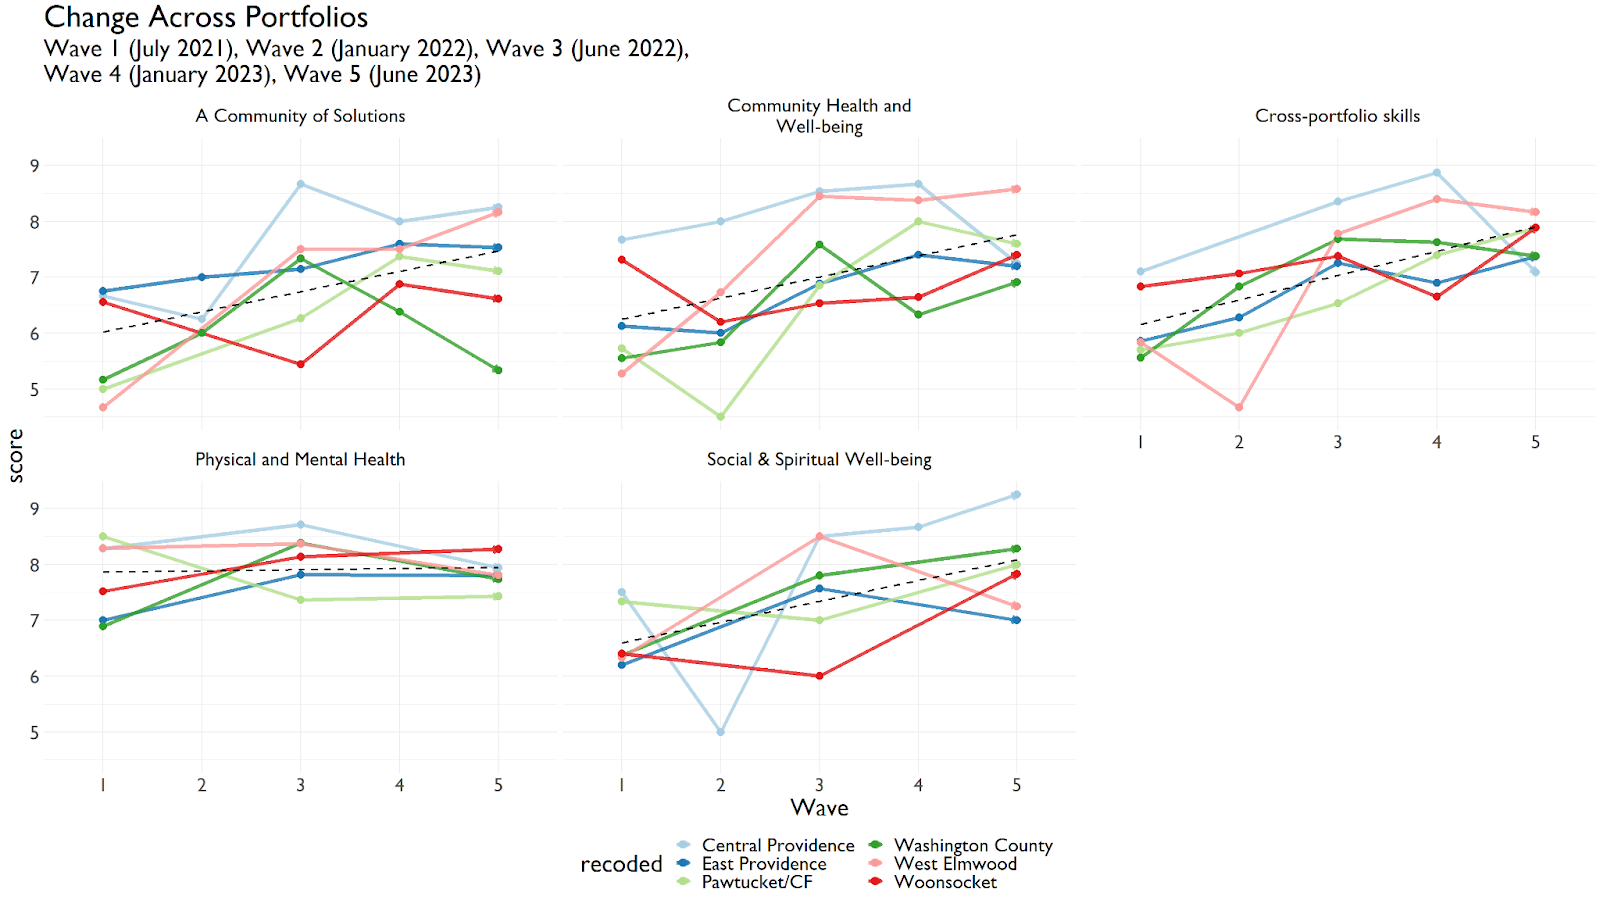 Change Across Portfolios
Wave 1 (July 2021), Wave 2 (January 2022), Wave 3 (June 2022),
Wave 4 (January 2023), Wave 5 (June 2023)
A Community of Solutions
Community Health and
Well-being
Cross-portfolio skills
9
8
7
6
5
1 2 3 4 5
score
Physical and Mental Health
Social & Spiritual Well-being
9
8
7
6
5
1 2 3 4 5
1 2 3 4 5
Wave
recoded
Central Providence
East Providence
Pawtucket/CF
Washington County
West Elmwood
Woonsocket